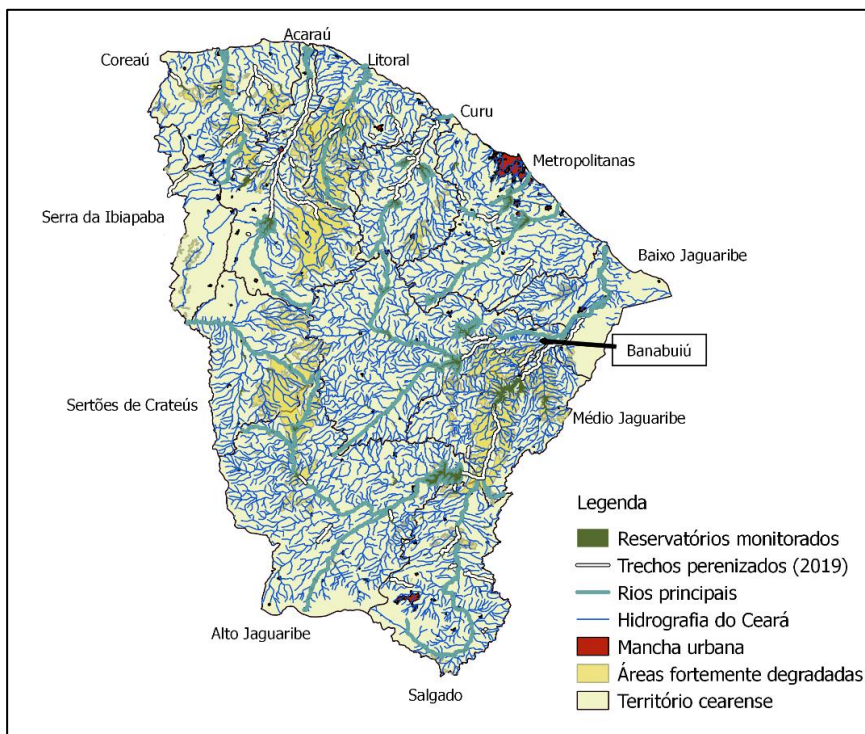 Acaraú
Coreaú
Litoral
Curu
Metropolitanas
Serra da Ibiapaba
Baixo Jaguaribe
Banabuiú
Sertões de Crateús
Médio Jaguaribe
Legenda
Reservatórios monitorados
Trechos perenizados (2019)
Rios principais
Hidrografia do Ceará
Mancha urbana
Áreas fortemente degradadas
Território cearense
Alto Jaguaribe
Salgado